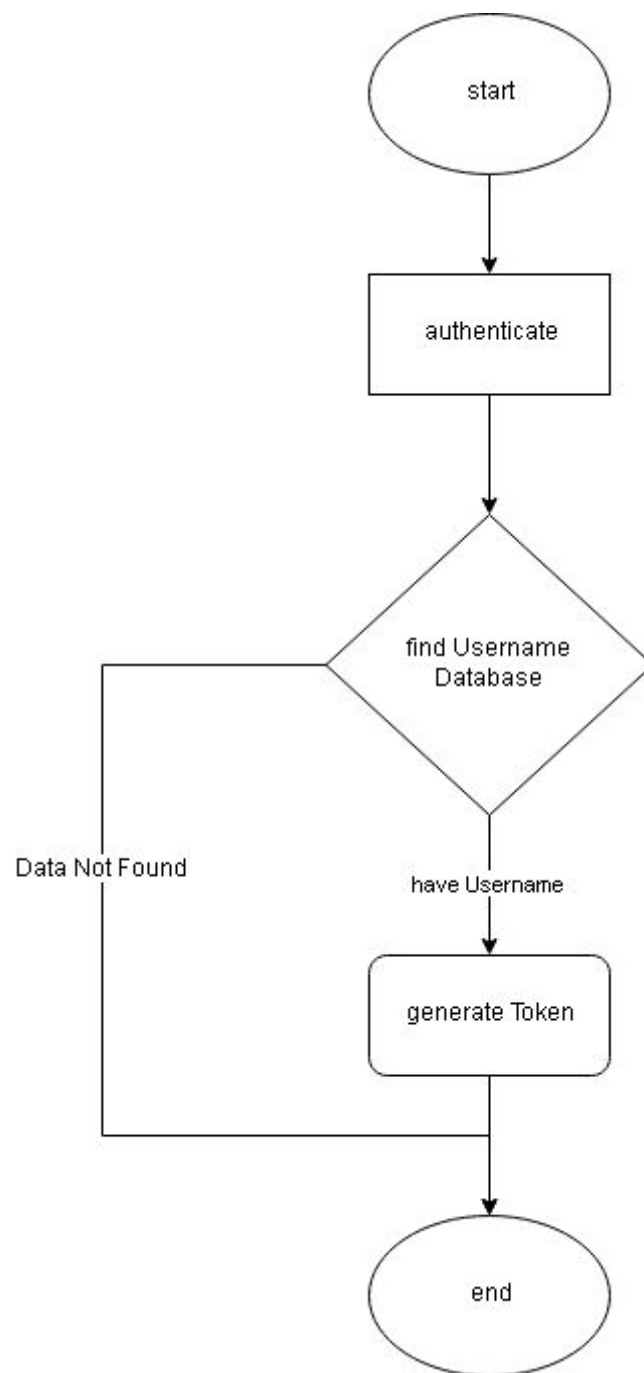 start
authenticate
find Username
Database
Data Not Found
have Username
generate Token
end